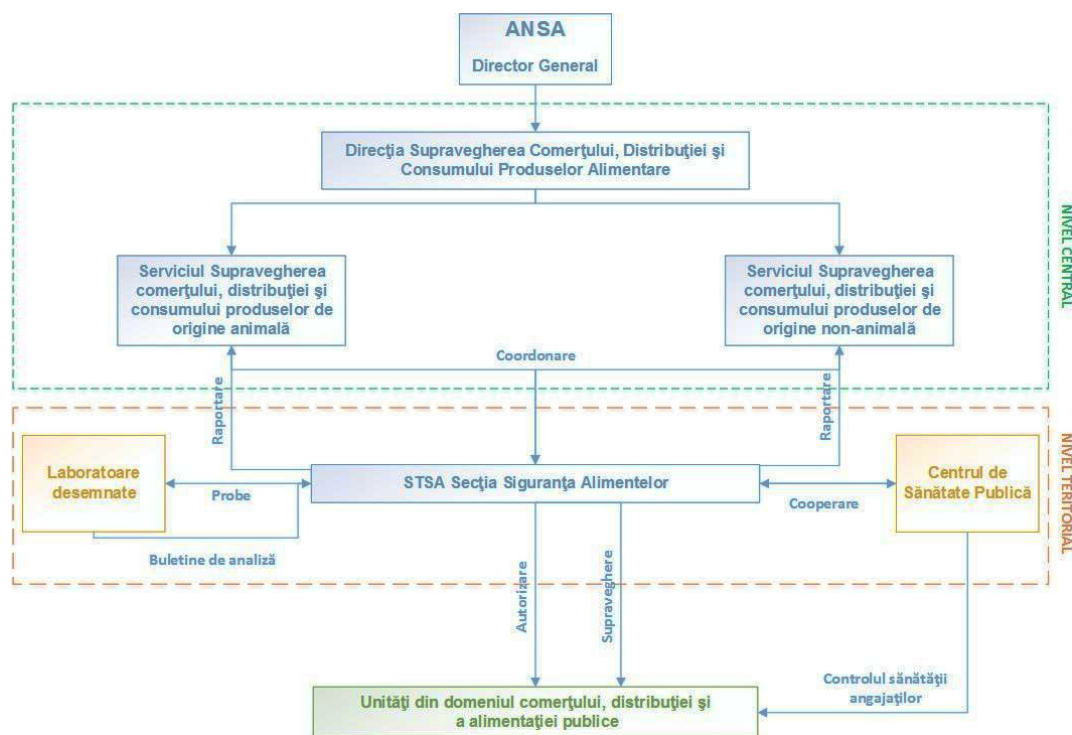 ANSA
Director General
Direcţia Supravegherea Comerţului, Distribuţiei şi
Consumului Produselor Alimentare
NIVEL CENTRAL
Serviciul Supravegherea
comerţului, distribuţiei şi
consumului produselor de
origine animală
Serviciul Supravegherea
comerţului, distribuţiei şi
consumului produselor de
origine non-animală
Coordonare
Raportare
Raportare
NIVEL TERITORIAL
Laboratoare
desemnate
Probe
STSA Secţia Siguranţa Alimentelor
Cooperare
Centrul de
Sănătate Publică
Buletine de analiză
Autorizare
Supraveghere
Controlul sănătăţii
angajaţilor
Unităţi din domeniul comerţului, distribuţiei şi
a alimentaţiei publice